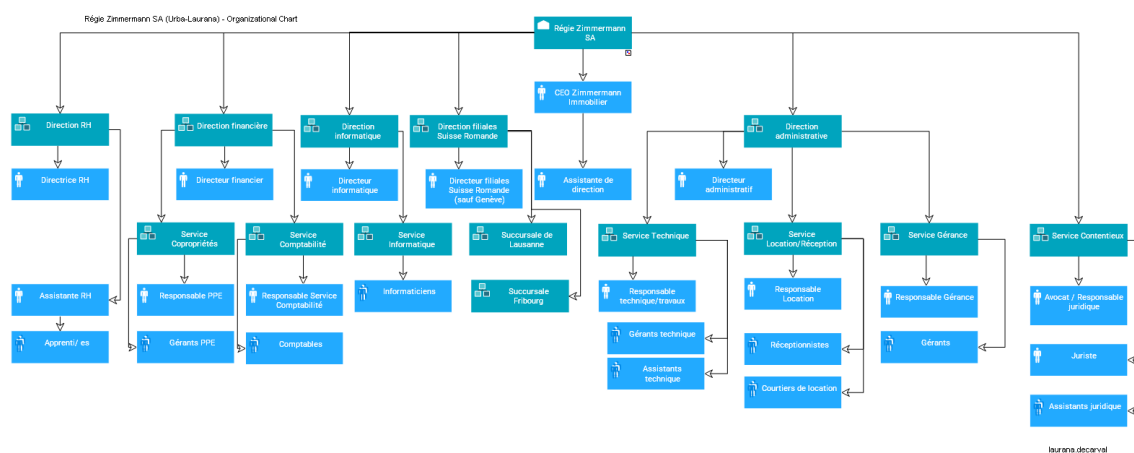 Régie Zimmermann SA (Urba-Laurana) - Organizational Chart
Régie Zimmermann
SA
CEO Zimmermann
Immobilier
Direction RH
Direction financière
Direction
informatique
Direction filiales
Suisse Romande
Direction
administrative
Directrice RH
Directeur financier
Directeur
informatique
Directeur filiales
Suisse Romande
(sauf Genève)
Assistante de
direction
Directeur
administratif
Service
Copropriétés
Service
Comptabilité
Service
Informatique
Succursale de
Lausanne
Service Technique
Service
Location/Réception
Service Gérance
Service Contentieux
Assistante RH
Responsable PPE
Responsable Service
Comptabilité
Informaticiens
Succursale
Fribourg
Responsable
technique/travaux
Responsable
Location
Responsable Gérance
Avocat / Responsable
juridique
Apprenti/ es
Gérants PPE
Comptables
Gérants technique
Réceptionnistes
Gérants
Juriste
Assistants
technique
Courtiers de location
Assistants juridique
laurana.decarval